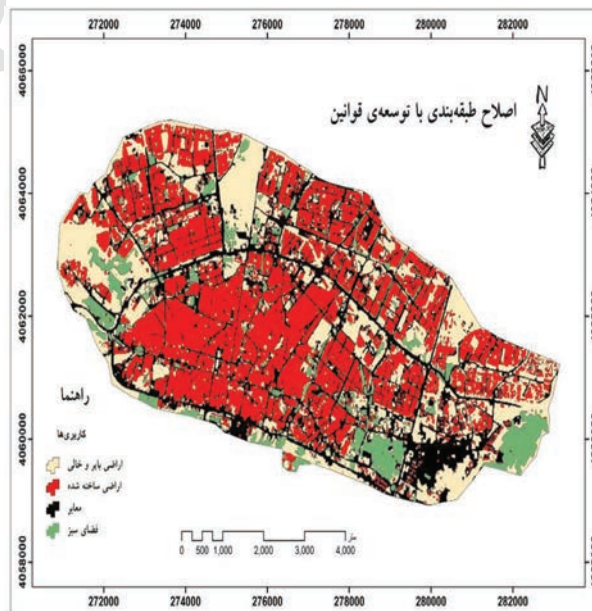 272000 274000 276000 278000 280000 282000
4066000
4064000
4062000
4060000
4058000
N
اصلاح طبقه‌بندی با توسعه‌ی قوانین
راهنما
کاربری‌ها
اراضی بایر و خالی
اراضی ساخته شده
معابر
فضای سبز
متر
0 500 1,000 2,000 3,000 4,000
272000 274000 276000 278000 280000 282000